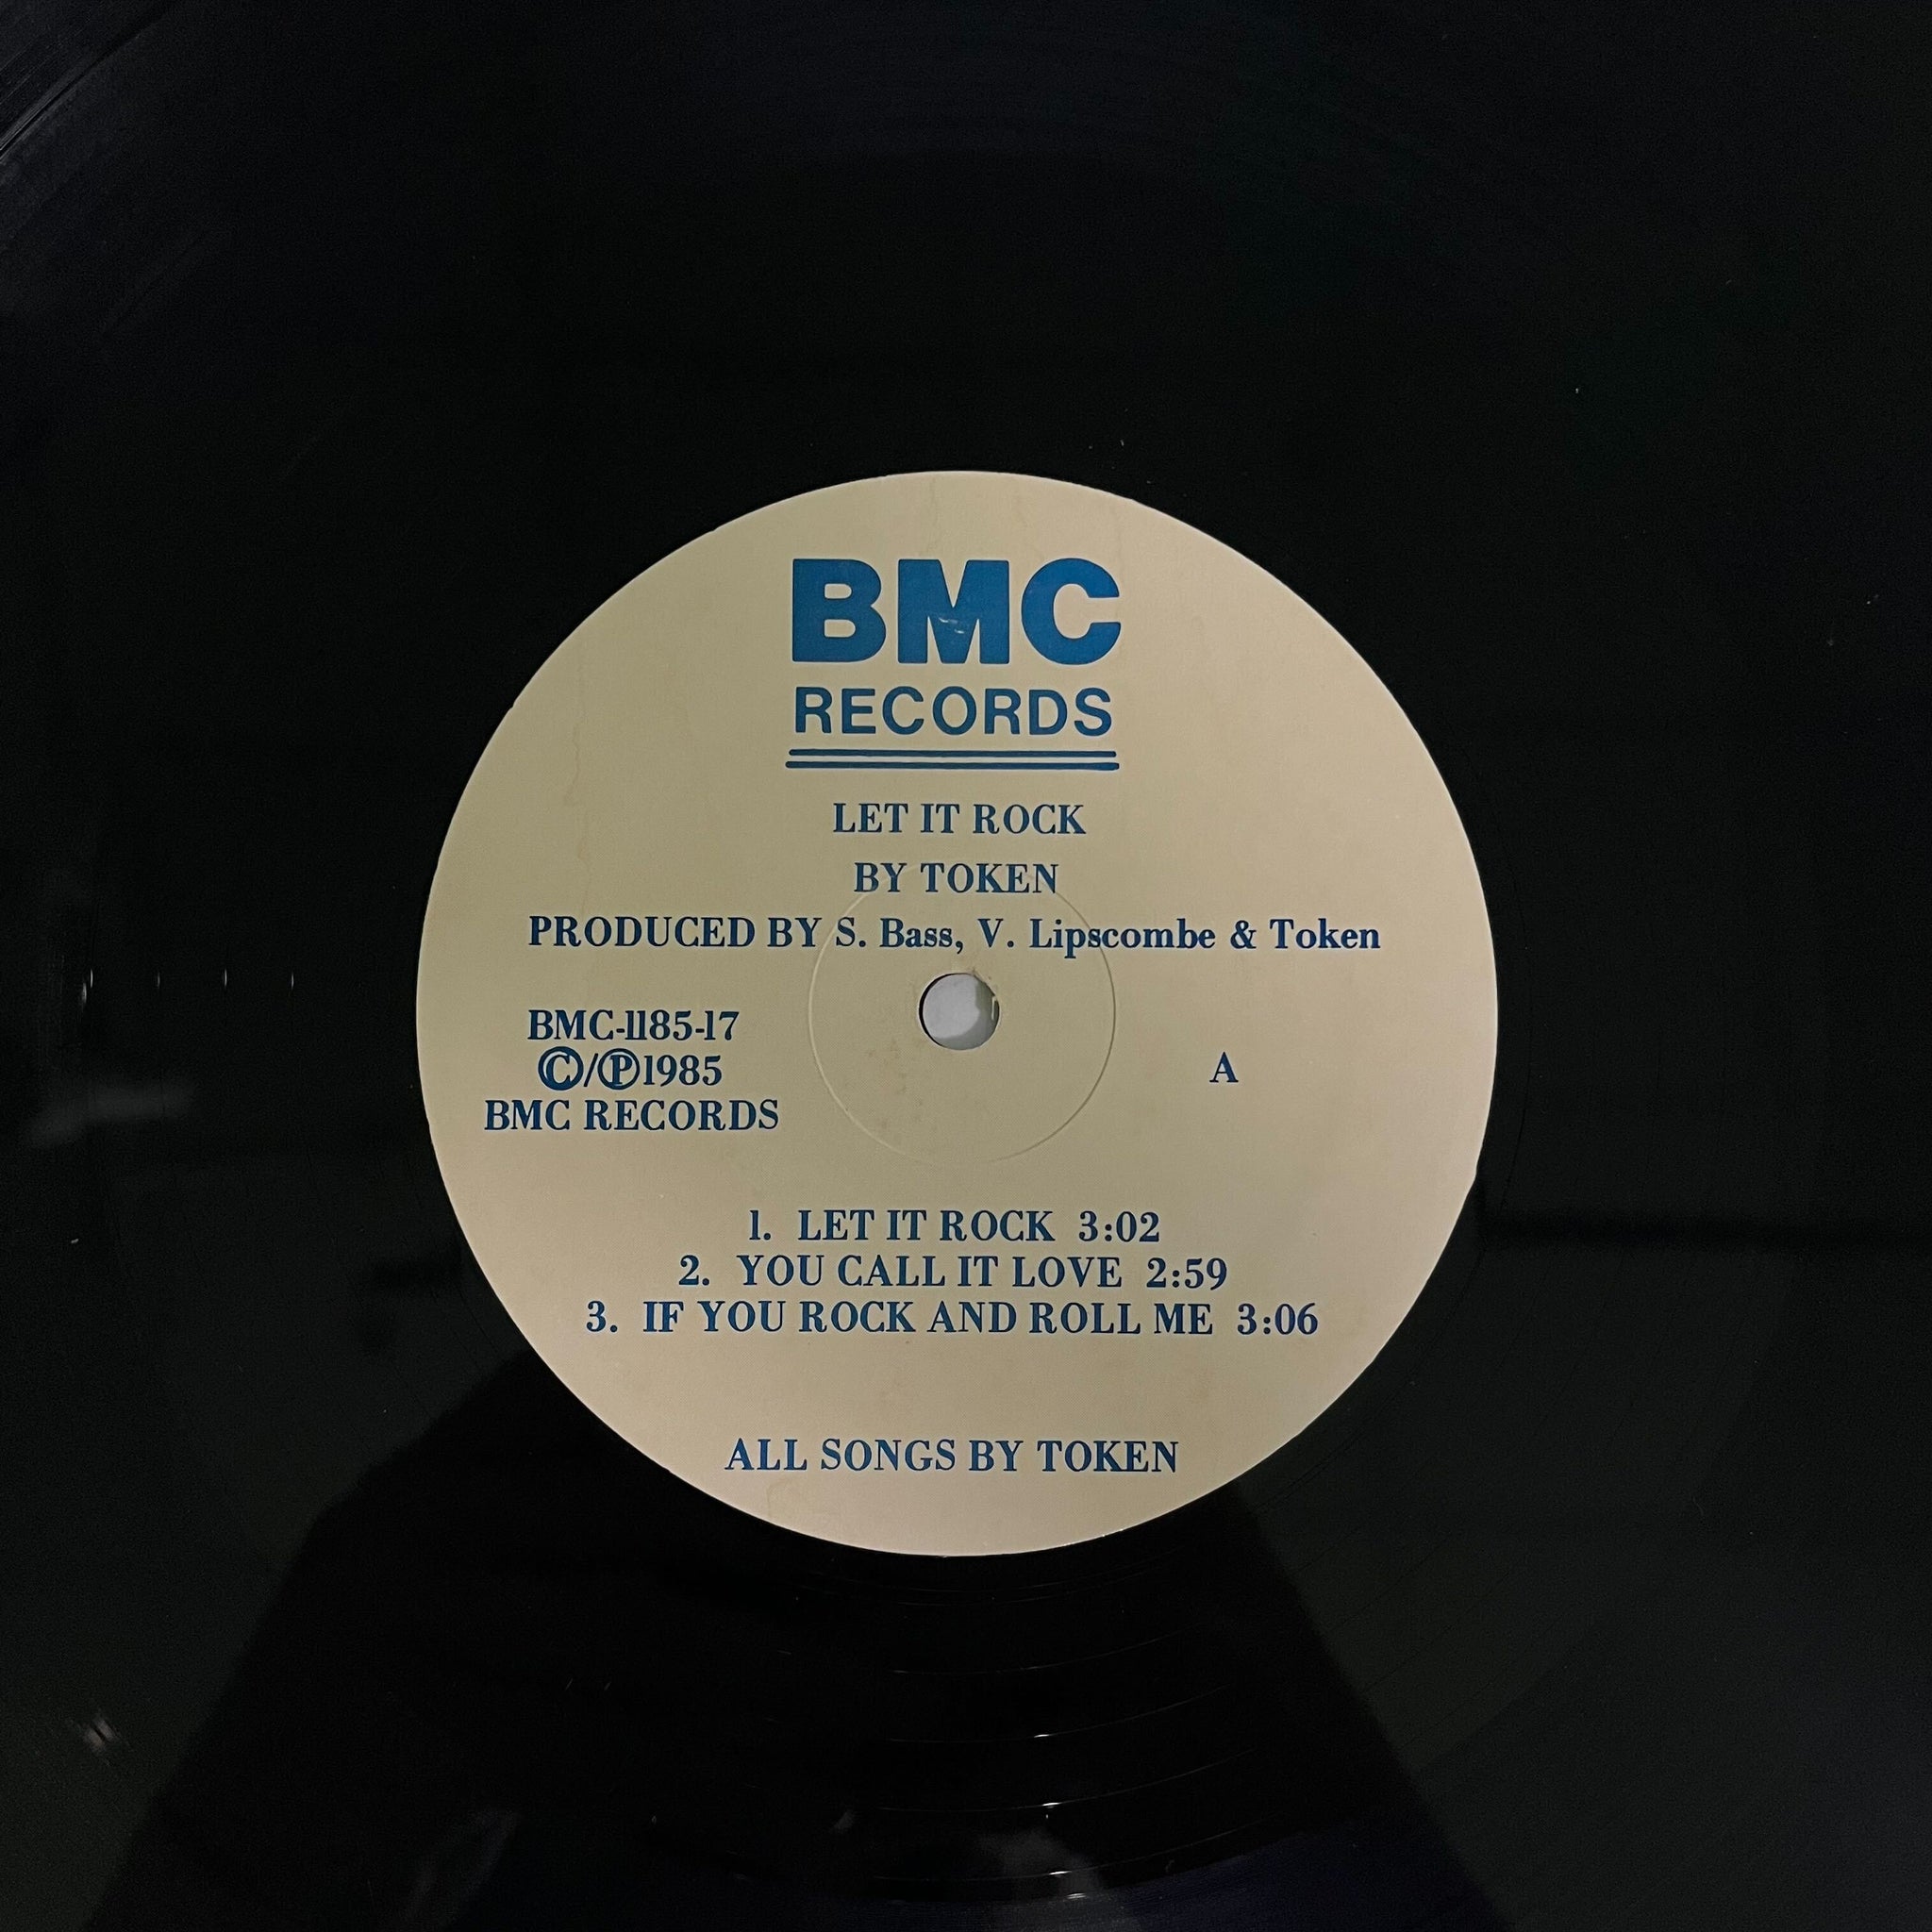 BMC
RECORDS
LET IT ROCK
BY TOKEN
PRODUCED BY S. Bass, V. Lipscombe & Token
BMC-1185-17
©/℗1985
BMC RECORDS
A
1. LET IT ROCK 3:02
2. YOU CALL IT LOVE 2:59
3. IF YOU ROCK AND ROLL ME 3:06
ALL SONGS BY TOKEN